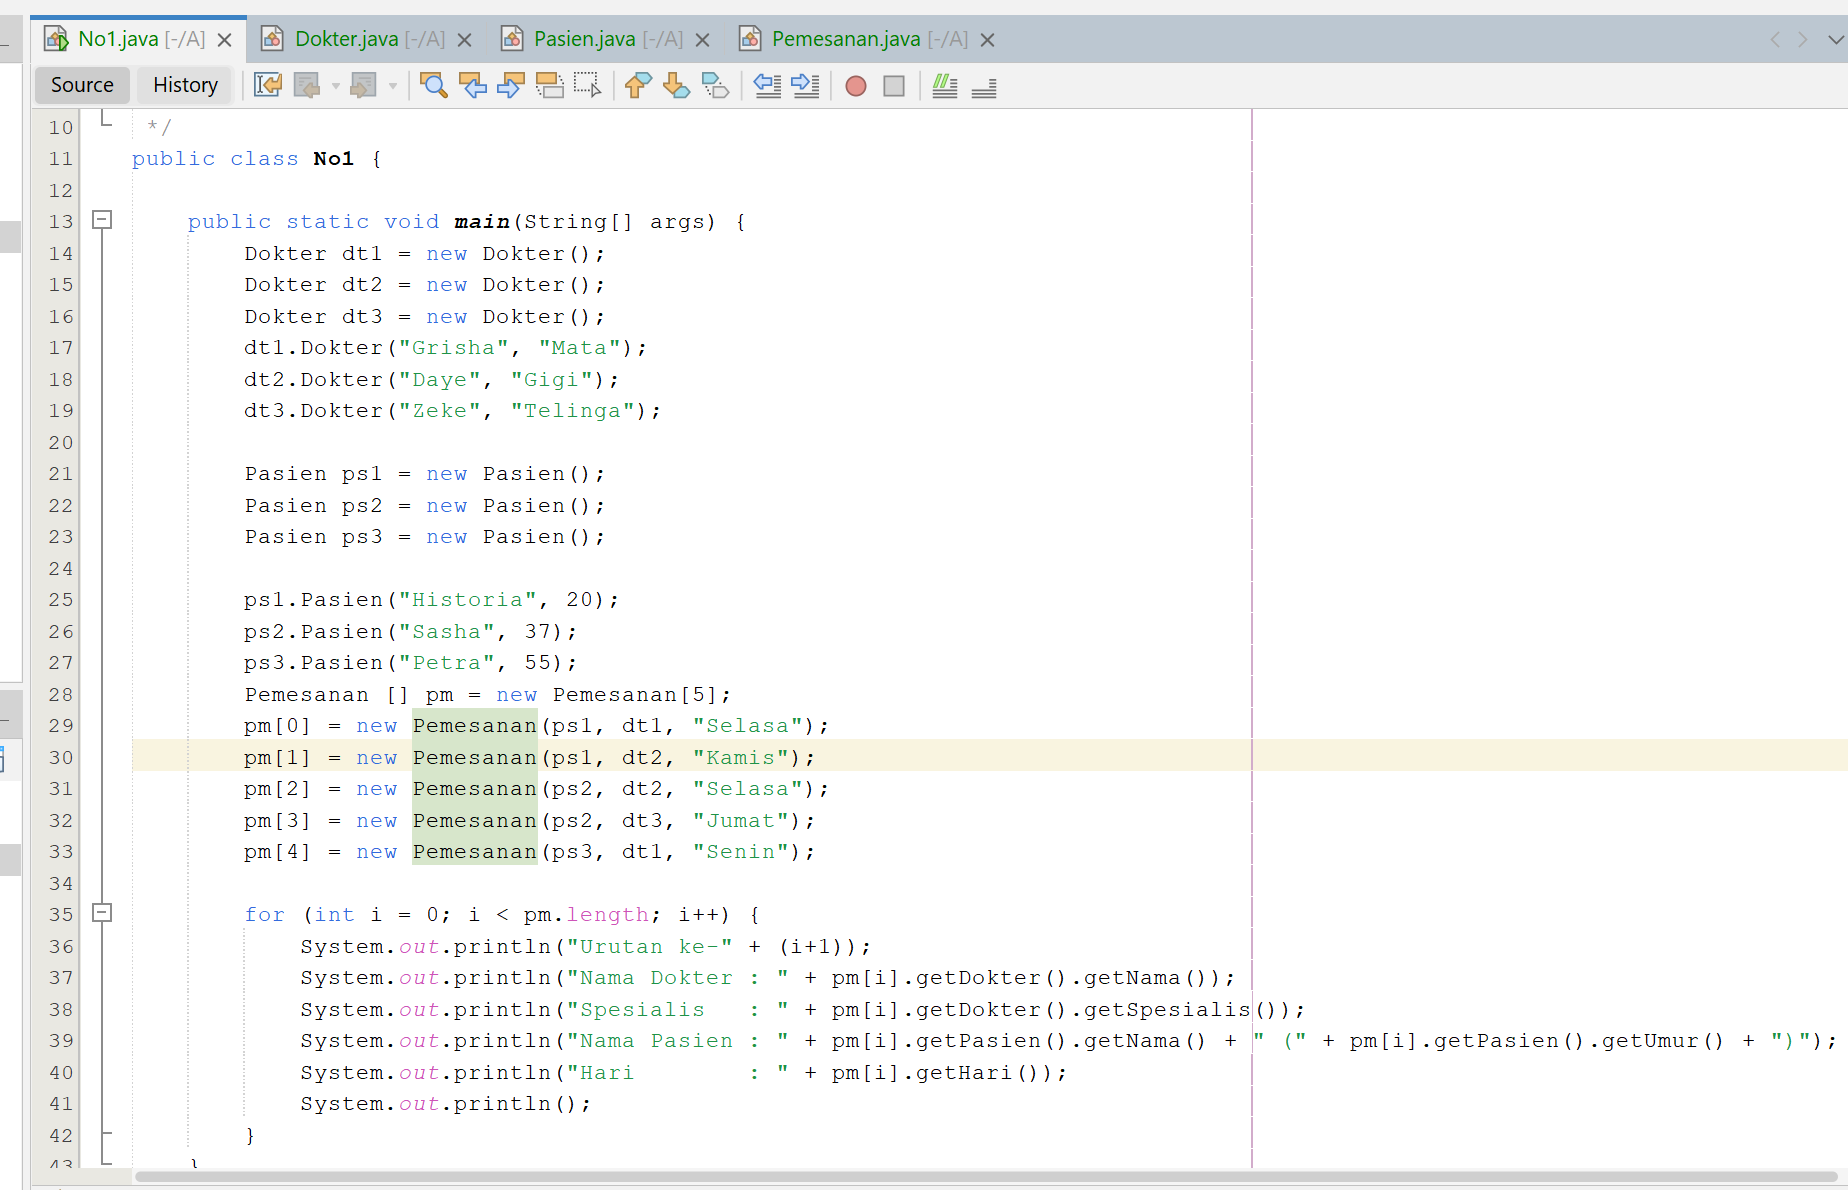 No1.java [-/A] Dokter.java [-/A] Pasien.java [-/A] Pemesanan.java [-/A]
Source History
10 */
11 public class No1 {
12
13 public static void main(String[] args) {
14 Dokter dt1 = new Dokter();
15 Dokter dt2 = new Dokter();
16 Dokter dt3 = new Dokter();
17 dt1.Dokter("Grisha", "Mata");
18 dt2.Dokter("Daye", "Gigi");
19 dt3.Dokter("Zeke", "Telinga");
20
21 Pasien ps1 = new Pasien();
22 Pasien ps2 = new Pasien();
23 Pasien ps3 = new Pasien();
24
25 ps1.Pasien("Historia", 20);
26 ps2.Pasien("Sasha", 37);
27 ps3.Pasien("Petra", 55);
28 Pemesanan [] pm = new Pemesanan[5];
29 pm[0] = new Pemesanan(ps1, dt1, "Selasa");
30 pm[1] = new Pemesanan(ps1, dt2, "Kamis");
31 pm[2] = new Pemesanan(ps2, dt2, "Selasa");
32 pm[3] = new Pemesanan(ps2, dt3, "Jumat");
33 pm[4] = new Pemesanan(ps3, dt1, "Senin");
34
35 for (int i = 0; i < pm.length; i++) {
36 System.out.println("Urutan ke-" + (i+1));
37 System.out.println("Nama Dokter : " + pm[i].getDokter().getNama());
38 System.out.println("Spesialis   : " + pm[i].getDokter().getSpesialis());
39 System.out.println("Nama Pasien : " + pm[i].getPasien().getNama() + " (" + pm[i].getPasien().getUmur() + ")");
40 System.out.println("Hari        : " + pm[i].getHari());
41 System.out.println();
42 }
43 }